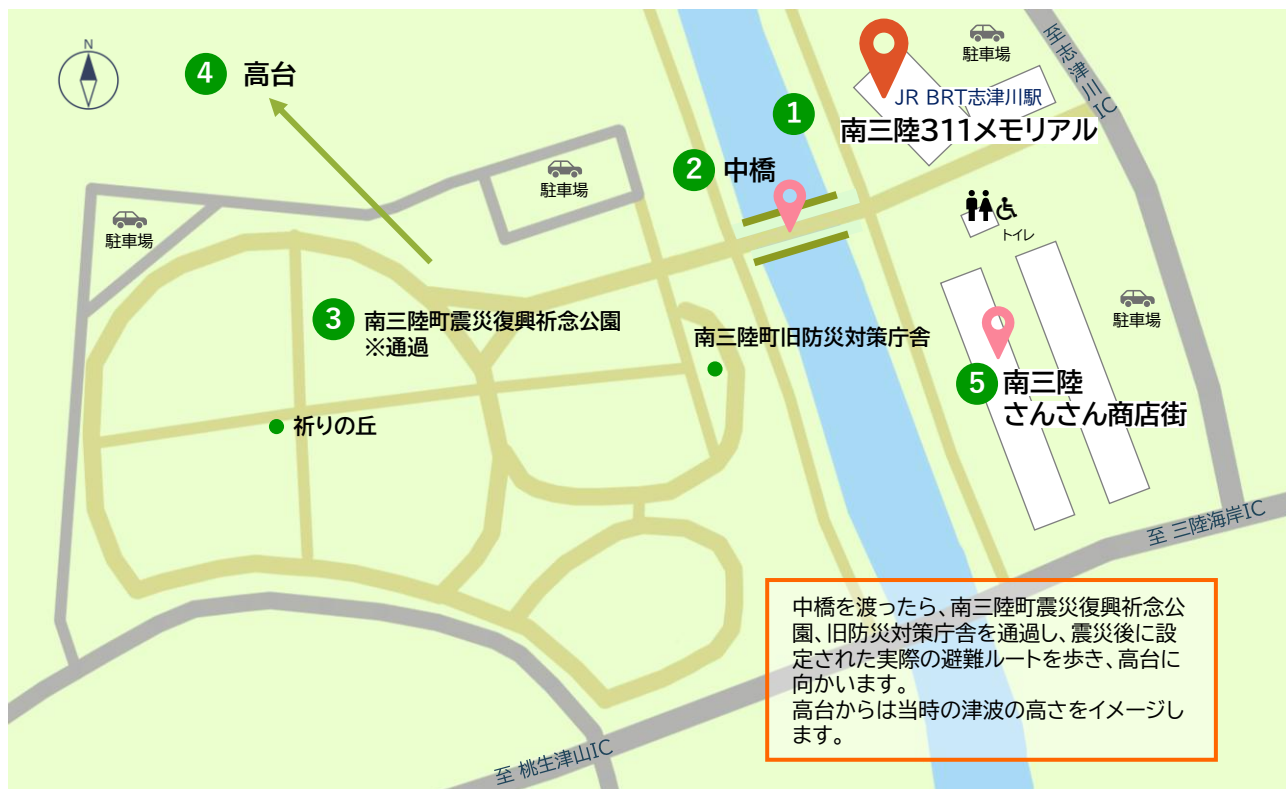 N
4 高台
駐車場
至志津川IC
JR BRT志津川駅
1
南三陸311メモリアル
2 中橋
駐車場
駐車場
トイレ
駐車場
3 南三陸町震災復興祈念公園
※通過
南三陸町旧防災対策庁舎
5 南三陸
さんさん商店街
祈りの丘
至 三陸海岸IC
中橋を渡ったら、南三陸町震災復興祈念公
園、旧防災対策庁舎を通過し、震災後に設
定された実際の避難ルートを歩き、高台に
向かいます。
高台からは当時の津波の高さをイメージし
ます。
至 桃生津山IC